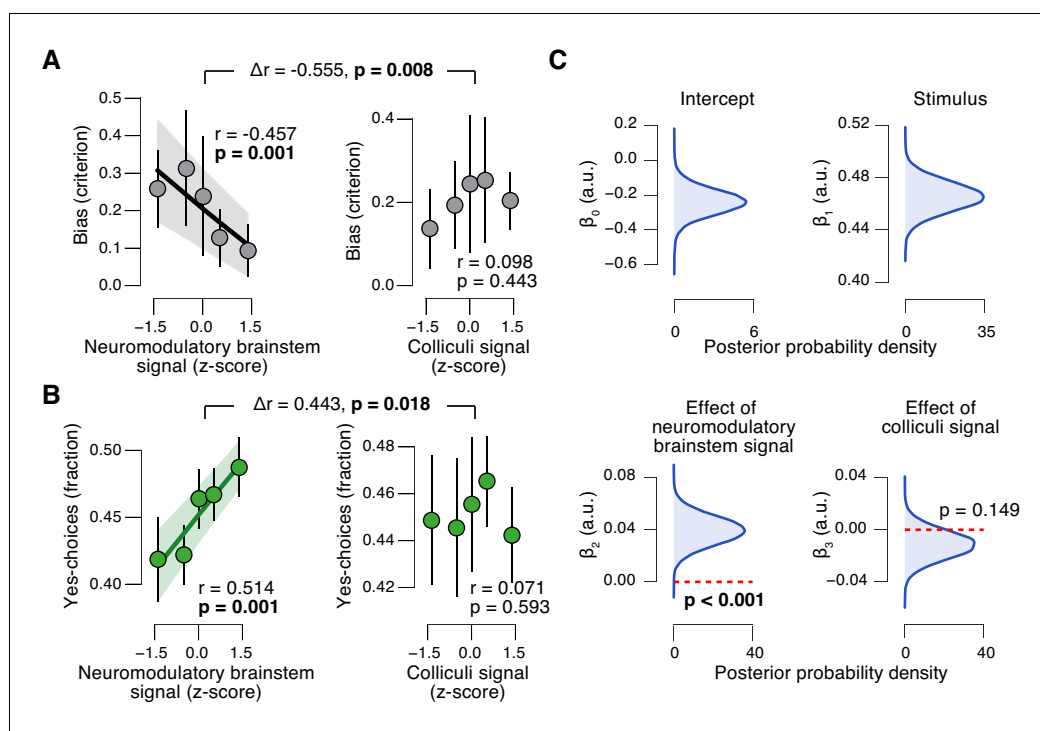 A
Δr = -0.555, p = 0.008
0.5
0.4
0.3
0.2
0.1
0.0
Bias (criterion)
r = -0.457
p = 0.001
−1.5 0.0 1.5
Neuromodulatory brainstem
signal (z-score)
0.4
0.2
0.0
Bias (criterion)
r = 0.098
p = 0.443
−1.5 0.0 1.5
Colliculi signal
(z-score)
B
Δr = 0.443, p = 0.018
0.50
0.45
0.40
Yes-choices (fraction)
r = 0.514
p = 0.001
−1.5 0.0 1.5
Neuromodulatory brainstem
signal (z-score)
0.48
0.46
0.44
0.42
Yes-choices (fraction)
r = 0.071
p = 0.593
−1.5 0.0 1.5
Colliculi signal
(z-score)
C
Intercept
0.2
0.0
−0.2
−0.4
−0.6
β0 (a.u.)
0 6
Stimulus
0.52
0.48
0.44
0.40
β1 (a.u.)
0 35
Posterior probability density
Effect of
neuromodulatory
brainstem signal
0.08
0.04
0.00
β2 (a.u.)
p < 0.001
0 40
Effect of
colliculi signal
0.04
0.00
−0.04
β3 (a.u.)
p = 0.149
0 40
Posterior probability density